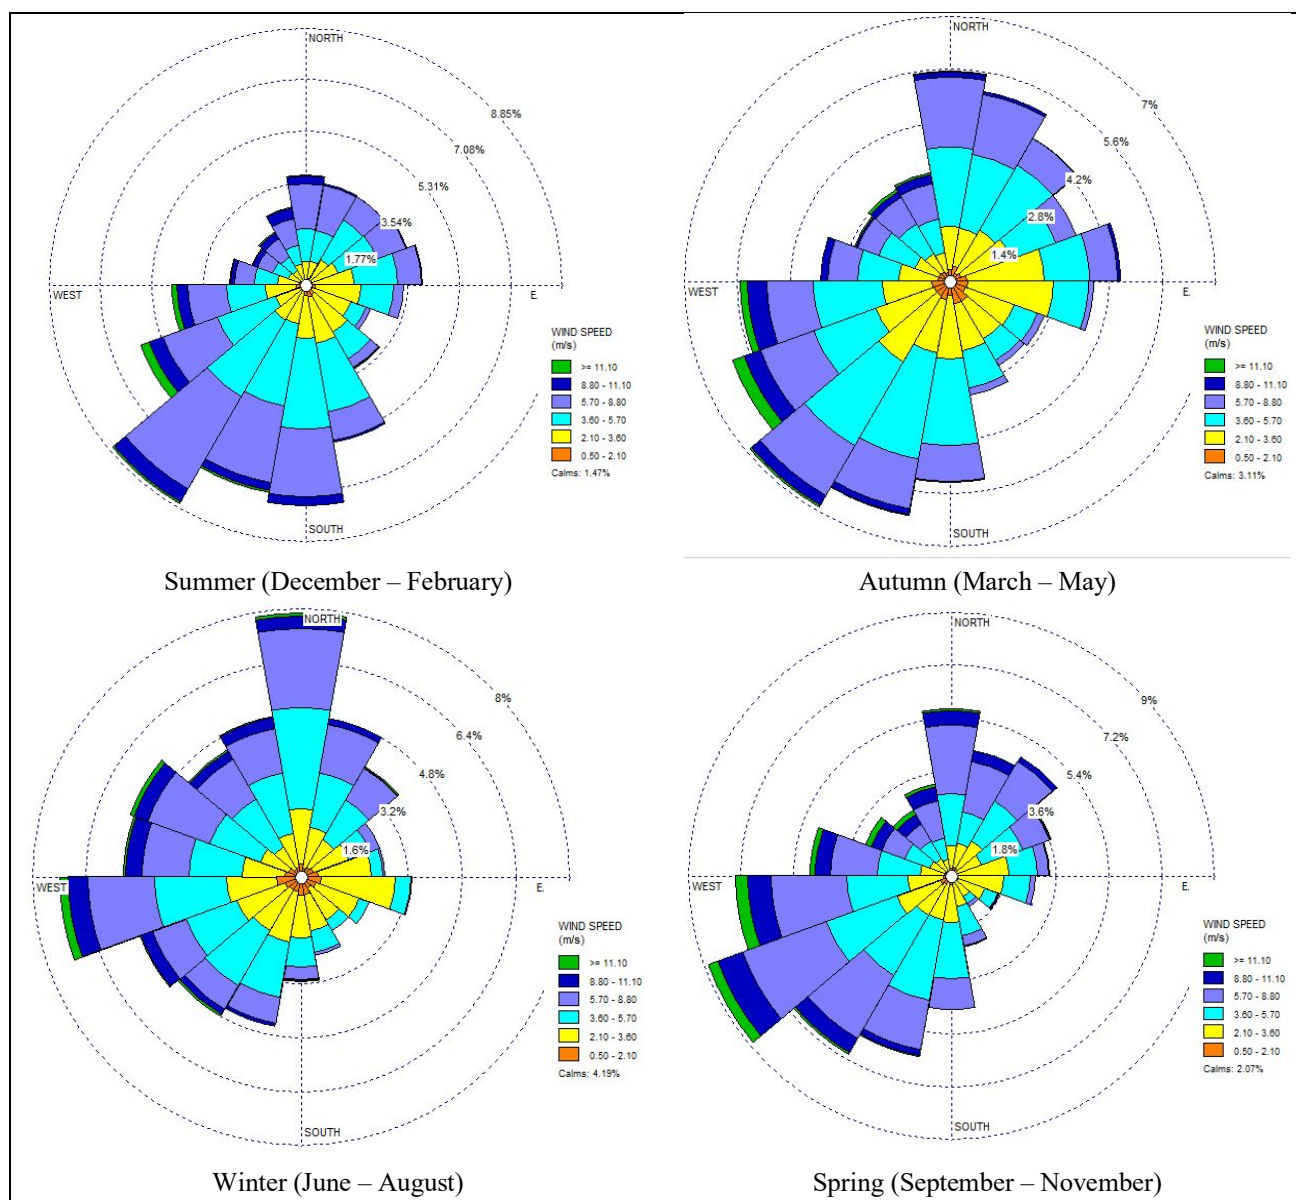 NORTH
8.85%
7.08%
5.31%
3.54%
1.77%
WEST
E.
SOUTH
WIND SPEED
(m/s)
>= 11.10
8.80 - 11.10
5.70 - 8.80
3.60 - 5.70
2.10 - 3.60
0.50 - 2.10
Calms: 1.47%
Summer (December – February)
NORTH
7%
5.6%
4.2%
2.8%
1.4%
WEST
E.
SOUTH
WIND SPEED
(m/s)
>= 11.10
8.80 - 11.10
5.70 - 8.80
3.60 - 5.70
2.10 - 3.60
0.50 - 2.10
Calms: 3.11%
Autumn (March – May)
NORTH
8%
6.4%
4.8%
3.2%
1.6%
WEST
E.
SOUTH
WIND SPEED
(m/s)
>= 11.10
8.80 - 11.10
5.70 - 8.80
3.60 - 5.70
2.10 - 3.60
0.50 - 2.10
Calms: 4.19%
Winter (June – August)
NORTH
9%
7.2%
5.4%
3.6%
1.8%
WEST
E.
SOUTH
WIND SPEED
(m/s)
>= 11.10
8.80 - 11.10
5.70 - 8.80
3.60 - 5.70
2.10 - 3.60
0.50 - 2.10
Calms: 2.07%
Spring (September – November)